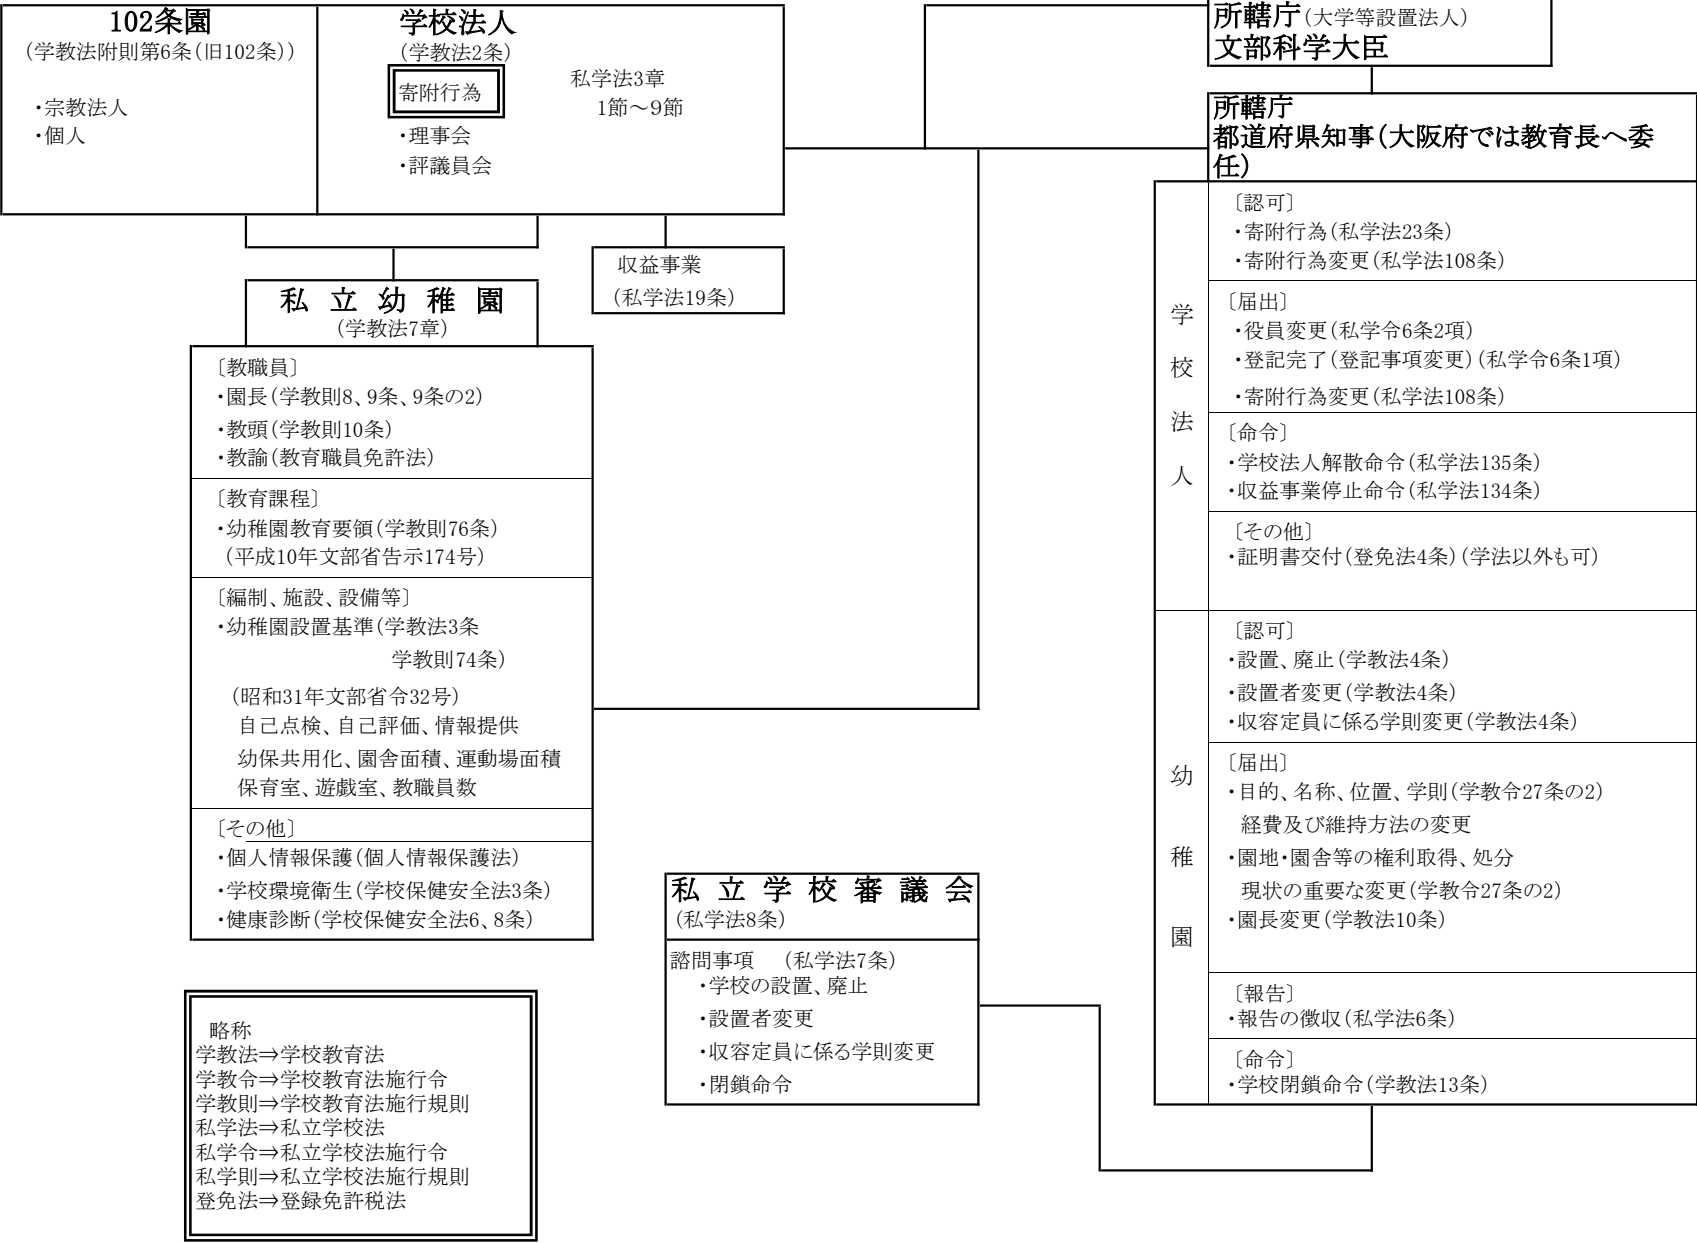 102条園
(学教法附則第6条(旧102条))
・宗教法人
・個人
学校法人
(学教法2条)
寄附行為
・理事会
・評議員会
私学法3章
1節～9節
所轄庁(大学等設置法人)
文部科学大臣
所轄庁
都道府県知事(大阪府では教育長へ委
任)
収益事業
(私学法19条)
私立幼稚園
(学教法7章)
〔教職員〕
・園長(学教則8、9条、9条の2)
・教頭(学教則10条)
・教諭(教育職員免許法)
〔教育課程〕
・幼稚園教育要領(学教則76条)
(平成10年文部省告示174号)
〔編制、施設、設備等〕
・幼稚園設置基準(学教法3条
学教則74条)
(昭和31年文部省令32号)
自己点検、自己評価、情報提供
幼保共用化、園舎面積、運動場面積
保育室、遊戯室、教職員数
〔その他〕
・個人情報保護(個人情報保護法)
・学校環境衛生(学校保健安全法3条)
・健康診断(学校保健安全法6、8条)
略称
学教法⇒学校教育法
学教令⇒学校教育法施行令
学教則⇒学校教育法施行規則
私学法⇒私立学校法
私学令⇒私立学校法施行令
私学則⇒私立学校法施行規則
登免法⇒登録免許税法
私立学校審議会
(私学法8条)
諮問事項　(私学法7条)
・学校の設置、廃止
・設置者変更
・収容定員に係る学則変更
・閉鎖命令
学校法人
〔認可〕
・寄附行為(私学法23条)
・寄附行為変更(私学法108条)
〔届出〕
・役員変更(私学令6条2項)
・登記完了(登記事項変更)(私学令6条1項)
・寄附行為変更(私学法108条)
〔命令〕
・学校法人解散命令(私学法135条)
・収益事業停止命令(私学法134条)
〔その他〕
・証明書交付(登免法4条)(学法以外も可)
幼稚園
〔認可〕
・設置、廃止(学教法4条)
・設置者変更(学教法4条)
・収容定員に係る学則変更(学教法4条)
〔届出〕
・目的、名称、位置、学則(学教令27条の2)
経費及び維持方法の変更
・園地・園舎等の権利取得、処分
現状の重要な変更(学教令27条の2)
・園長変更(学教法10条)
〔報告〕
・報告の徴収(私学法6条)
〔命令〕
・学校閉鎖命令(学教法13条)